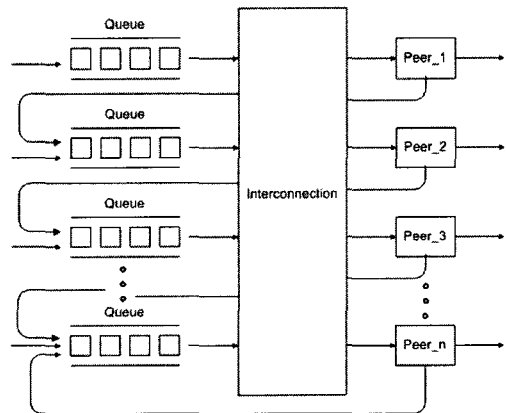 Queue
Peer_1
Queue
Peer_2
Interconnection
Queue
Peer_3
Queue
Peer_n